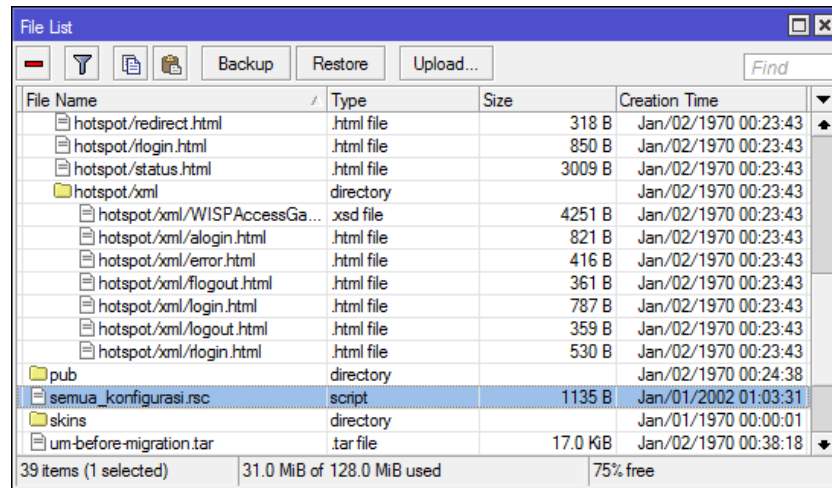 File List
Backup Restore Upload... Find
File Name Type Size Creation Time
hotspot/redirect.html .html file 318 B Jan/02/1970 00:23:43
hotspot/rlogin.html .html file 850 B Jan/02/1970 00:23:43
hotspot/status.html .html file 3009 B Jan/02/1970 00:23:43
hotspot/xml directory Jan/02/1970 00:23:43
hotspot/xml/WISPAccessGa... .xsd file 4251 B Jan/02/1970 00:23:43
hotspot/xml/alogin.html .html file 821 B Jan/02/1970 00:23:43
hotspot/xml/error.html .html file 416 B Jan/02/1970 00:23:43
hotspot/xml/flogout.html .html file 361 B Jan/02/1970 00:23:43
hotspot/xml/login.html .html file 787 B Jan/02/1970 00:23:43
hotspot/xml/logout.html .html file 359 B Jan/02/1970 00:23:43
hotspot/xml/rlogin.html .html file 530 B Jan/02/1970 00:23:43
pub directory Jan/02/1970 00:24:38
semua_konfigurasi.rsc script 1135 B Jan/01/2002 01:03:31
skins directory Jan/01/1970 00:00:01
um-before-migration.tar .tar file 17.0 KiB Jan/02/1970 00:38:18
39 items (1 selected) 31.0 MiB of 128.0 MiB used 75% free